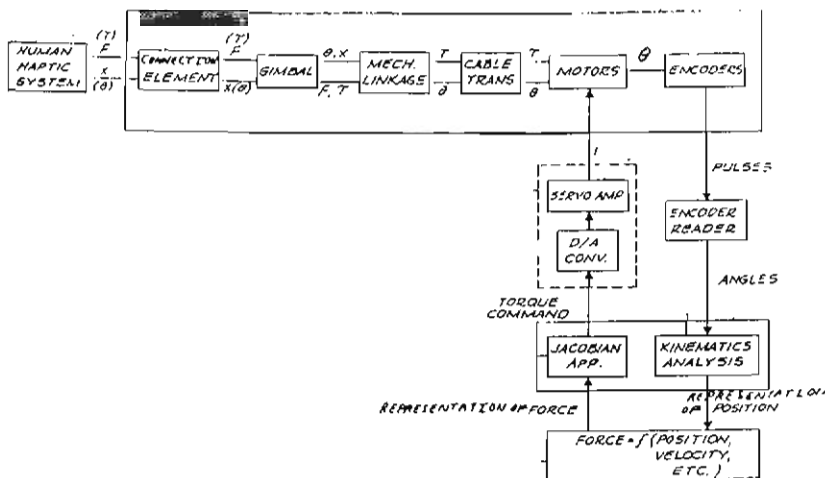 HUMAN
HAPTIC
SYSTEM
(T)
F
X
(θ)
CONNECTION
ELEMENT
(T)
F
X(θ)
GIMBAL
θ, X
F, T
MECH.
LINKAGE
T
θ
CABLE
TRANS
T
θ
MOTORS
θ
ENCODERS
I
PULSES
SERVO AMP
ENCODER
READER
D/A
CONV.
ANGLES
TORQUE
COMMAND
JACOBIAN
APP.
KINEMATICS
ANALYSIS
REPRESENTATION OF FORCE
REPRESENTATION
OF POSITION
FORCE = f (POSITION,
VELOCITY,
ETC.)